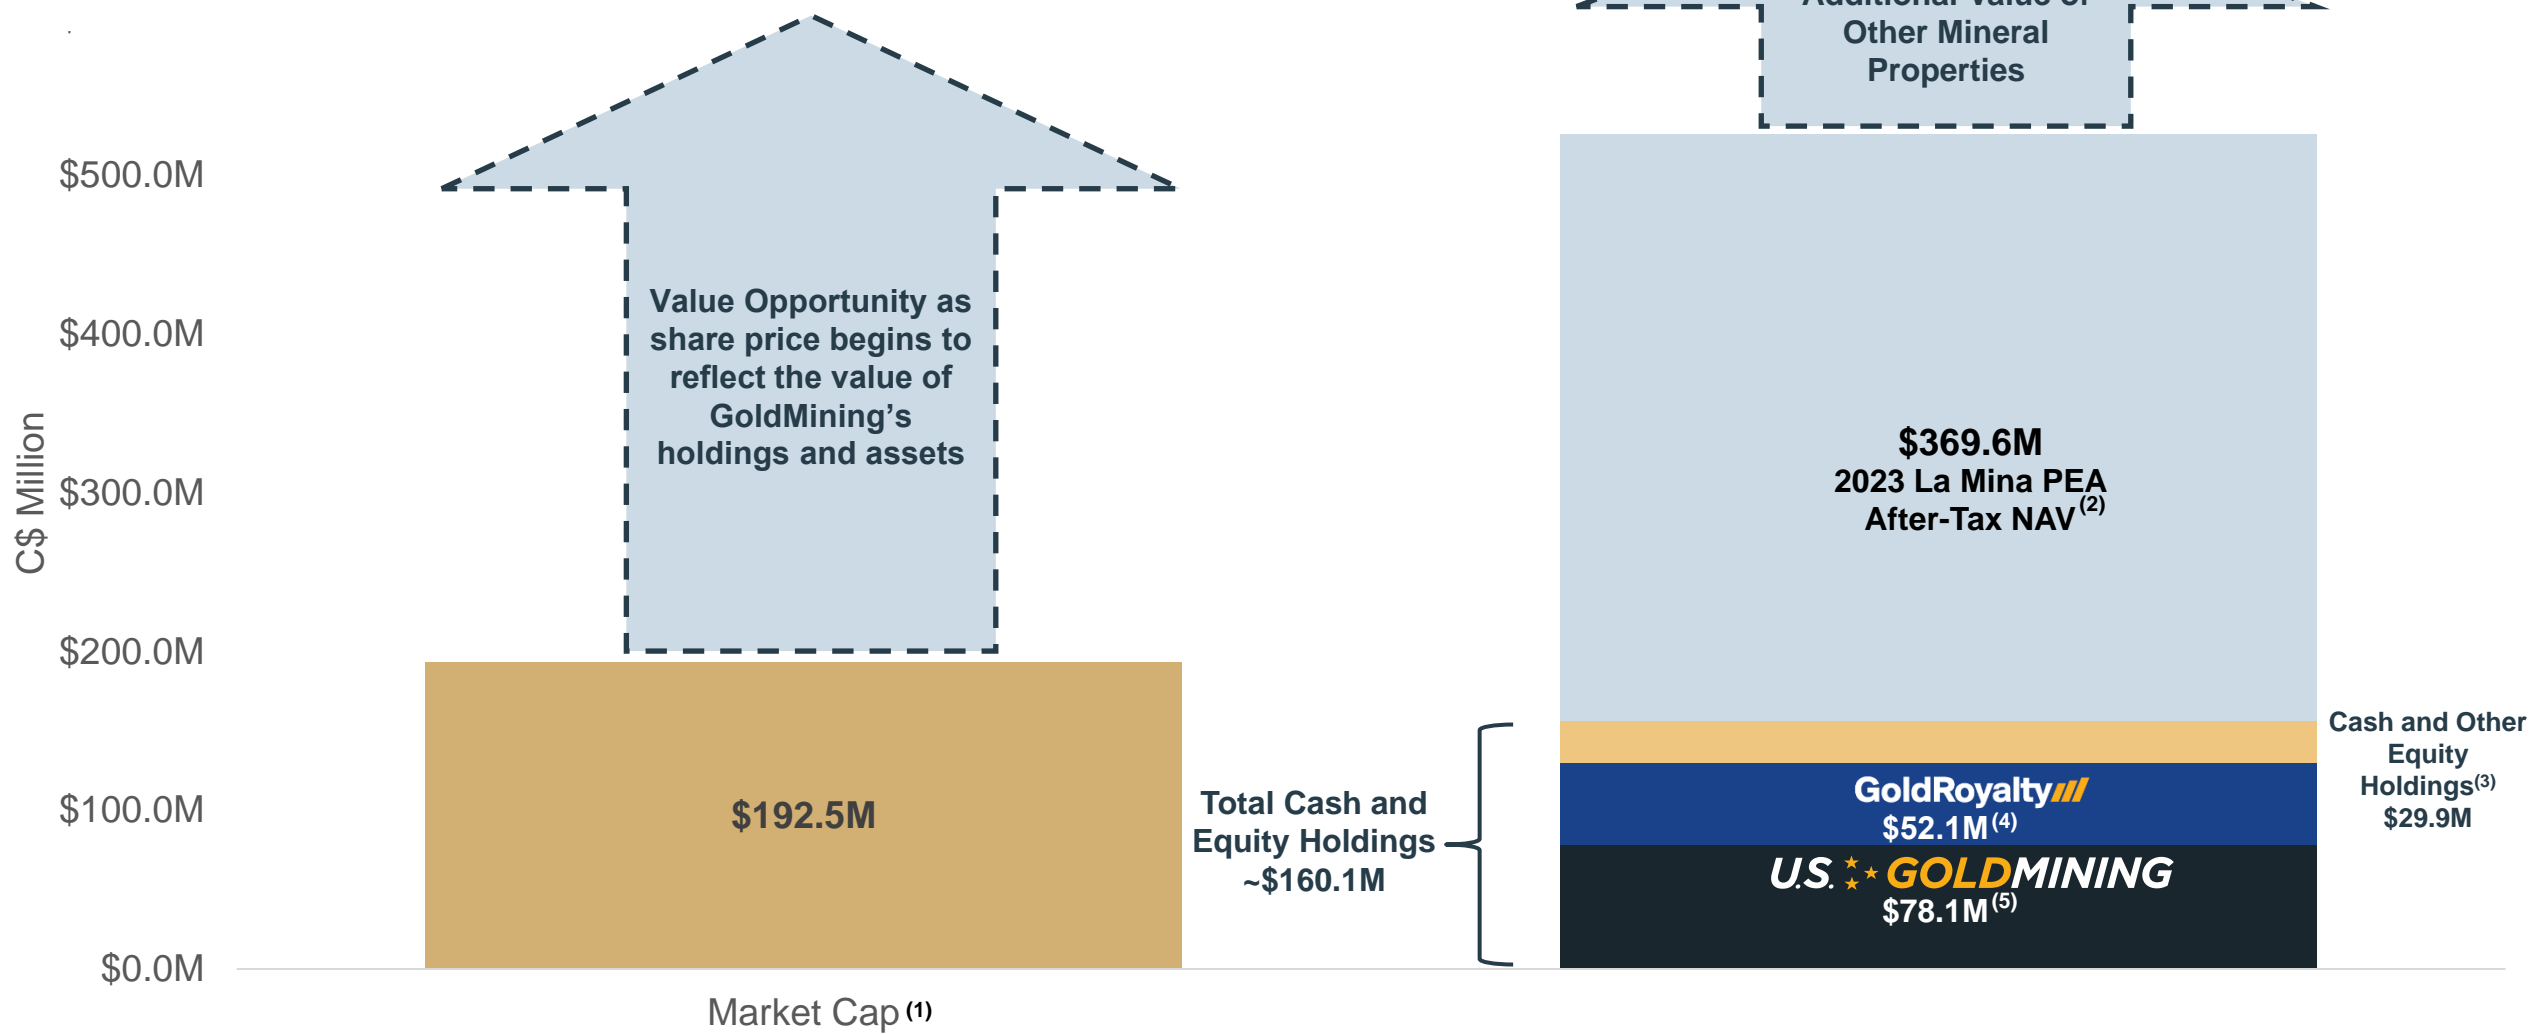 Additional Value of
Other Mineral
Properties
$500.0M
$400.0M
$300.0M
$200.0M
$100.0M
$0.0M
C$ Million
Value Opportunity as
share price begins to
reflect the value of
GoldMining’s
holdings and assets
$192.5M
Market Cap (1)
Total Cash and
Equity Holdings
~$160.1M
$369.6M
2023 La Mina PEA
After-Tax NAV(2)
GoldRoyalty
$52.1M(4)
U.S. GOLDMINING
$78.1M(5)
Cash and Other
Equity
Holdings(3)
$29.9M